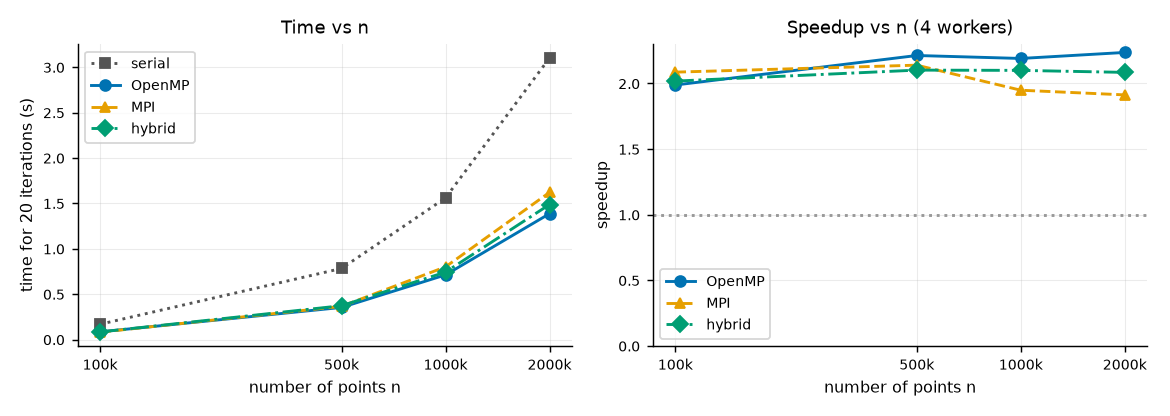 Time vs n
serial
OpenMP
MPI
hybrid
3.0
2.5
2.0
1.5
1.0
0.5
0.0
time for 20 iterations (s)
100k
500k
1000k
2000k
number of points n
Speedup vs n (4 workers)
2.0
1.5
1.0
0.5
0.0
speedup
OpenMP
MPI
hybrid
100k
500k
1000k
2000k
number of points n